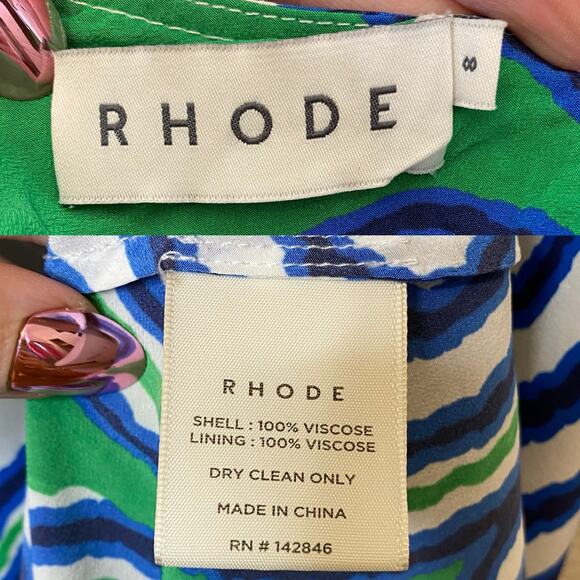 RHODE
8
RHODE
SHELL : 100% VISCOSE
LINING : 100% VISCOSE
DRY CLEAN ONLY
MADE IN CHINA
RN # 142846